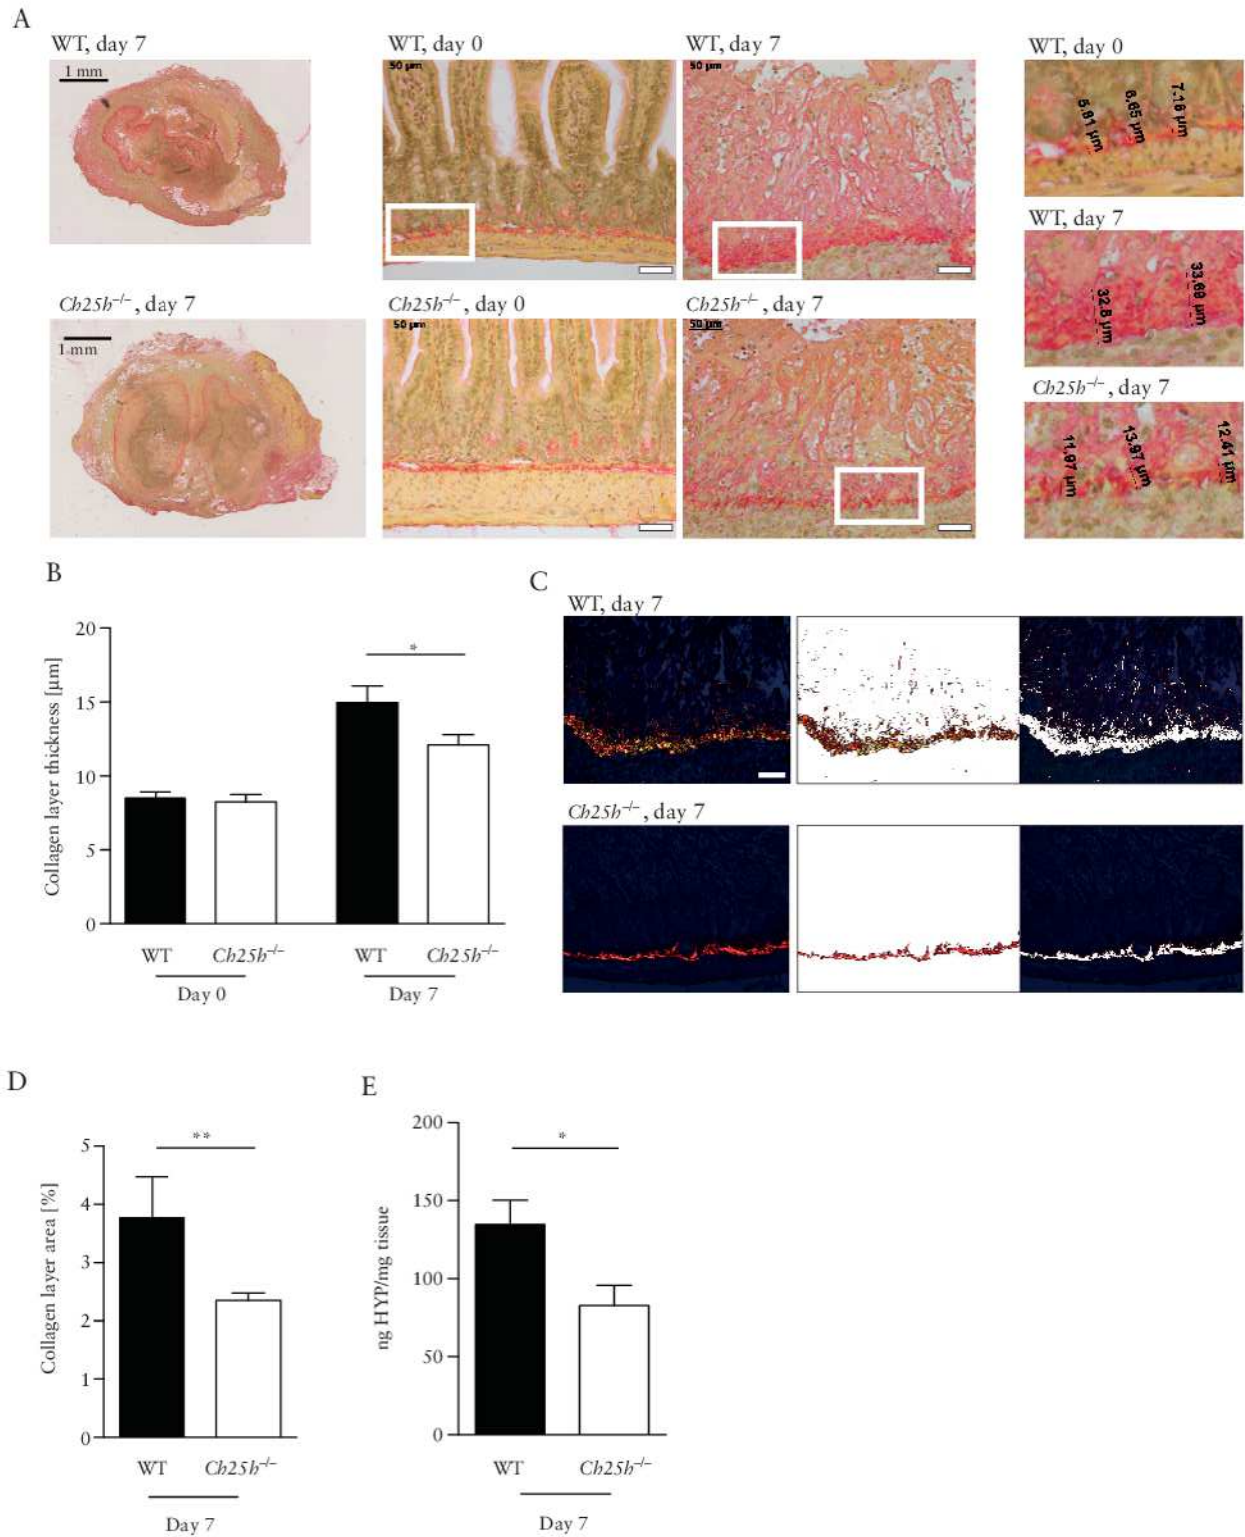 A
WT, day 7
WT, day 0
WT, day 7
WT, day 0
1 mm
50 µm
50 µm
5.81 µm
6.65 µm
7.16 µm
WT, day 7
32.8 µm
33.69 µm
Ch25h−/−, day 7
Ch25h−/−, day 0
Ch25h−/−, day 7
Ch25h−/−, day 7
1 mm
50 µm
50 µm
11.97 µm
13.97 µm
12.41 µm
B
Collagen layer thickness [µm]
20
15
10
5
0
*
WT
Ch25h−/−
WT
Ch25h−/−
Day 0
Day 7
C
WT, day 7
Ch25h−/−, day 7
D
Collagen layer area [%]
5
4
3
2
1
0
**
WT
Ch25h−/−
Day 7
E
ng HYP/mg tissue
200
150
100
50
0
*
WT
Ch25h−/−
Day 7